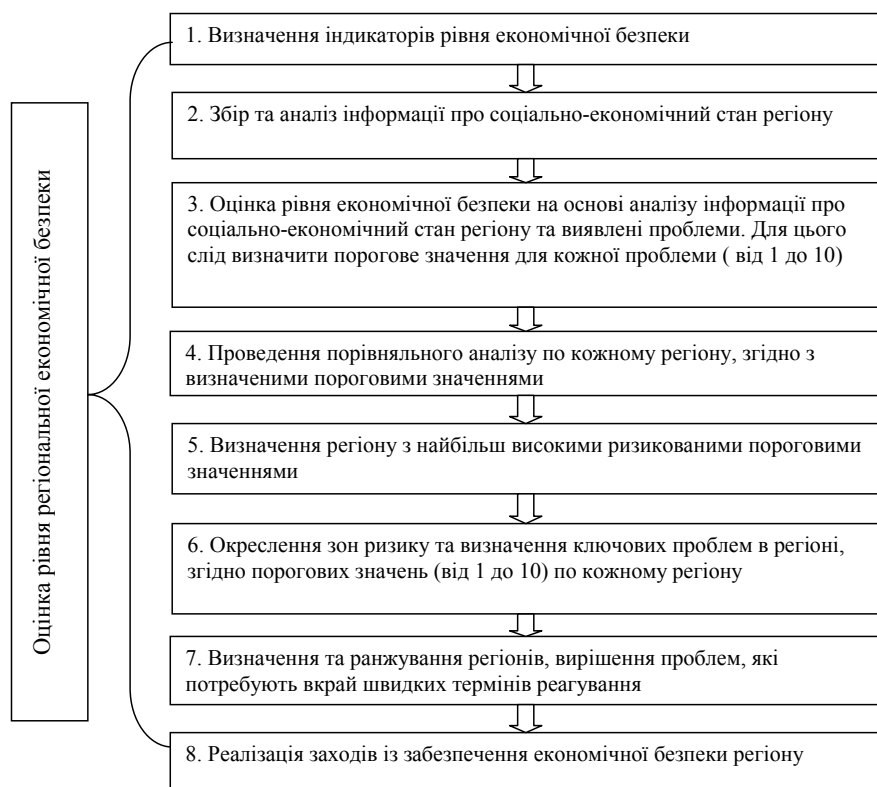 Оцінка рівня регіональної економічної безпеки
1. Визначення індикаторів рівня економічної безпеки
2. Збір та аналіз інформації про соціально-економічний стан регіону
3. Оцінка рівня економічної безпеки на основі аналізу інформації про
соціально-економічний стан регіону та виявлені проблеми. Для цього
слід визначити порогове значення для кожної проблеми ( від 1 до 10)
4. Проведення порівняльного аналізу по кожному регіону, згідно з
визначеними пороговими значеннями
5. Визначення регіону з найбільш високими ризикованими пороговими
значеннями
6. Окреслення зон ризику та визначення ключових проблем в регіоні,
згідно порогових значень (від 1 до 10) по кожному регіону
7. Визначення та ранжування регіонів, вирішення проблем, які
потребують вкрай швидких термінів реагування
8. Реалізація заходів із забезпечення економічної безпеки регіону